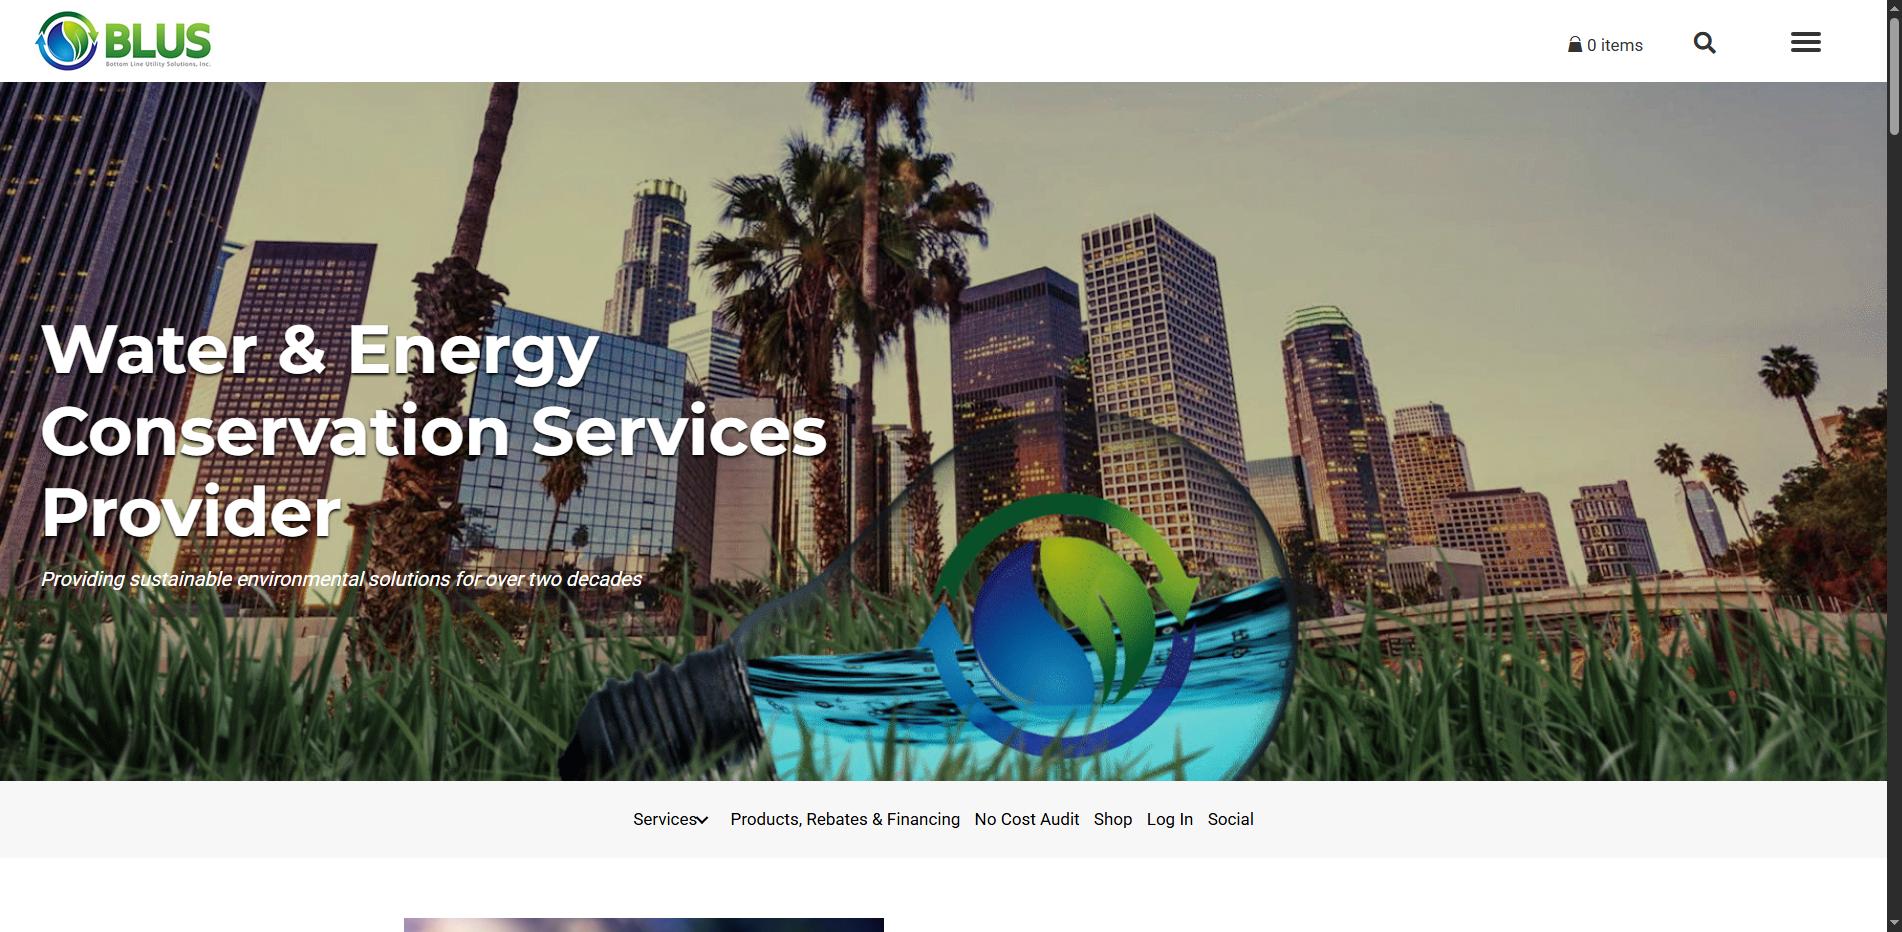 BLUS
Bottom Line Utility Solutions, Inc.
0 items
Water & Energy
Conservation Services
Provider
Providing sustainable environmental solutions for over two decades
Services Products, Rebates & Financing No Cost Audit Shop Log In Social